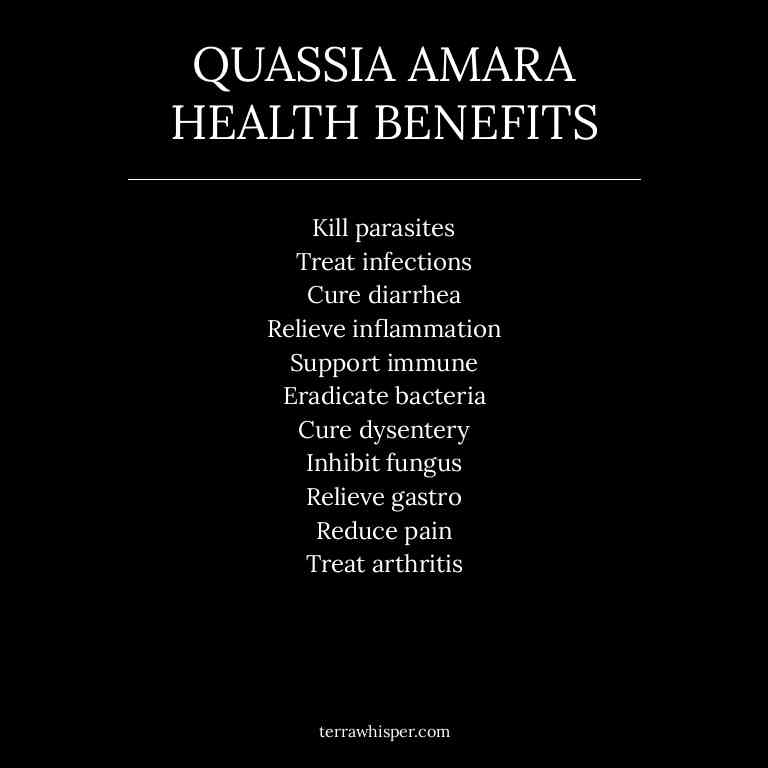 QUASSIA AMARA
HEALTH BENEFITS
Kill parasites
Treat infections
Cure diarrhea
Relieve inflammation
Support immune
Eradicate bacteria
Cure dysentery
Inhibit fungus
Relieve gastro
Reduce pain
Treat arthritis
terrawhisper.com